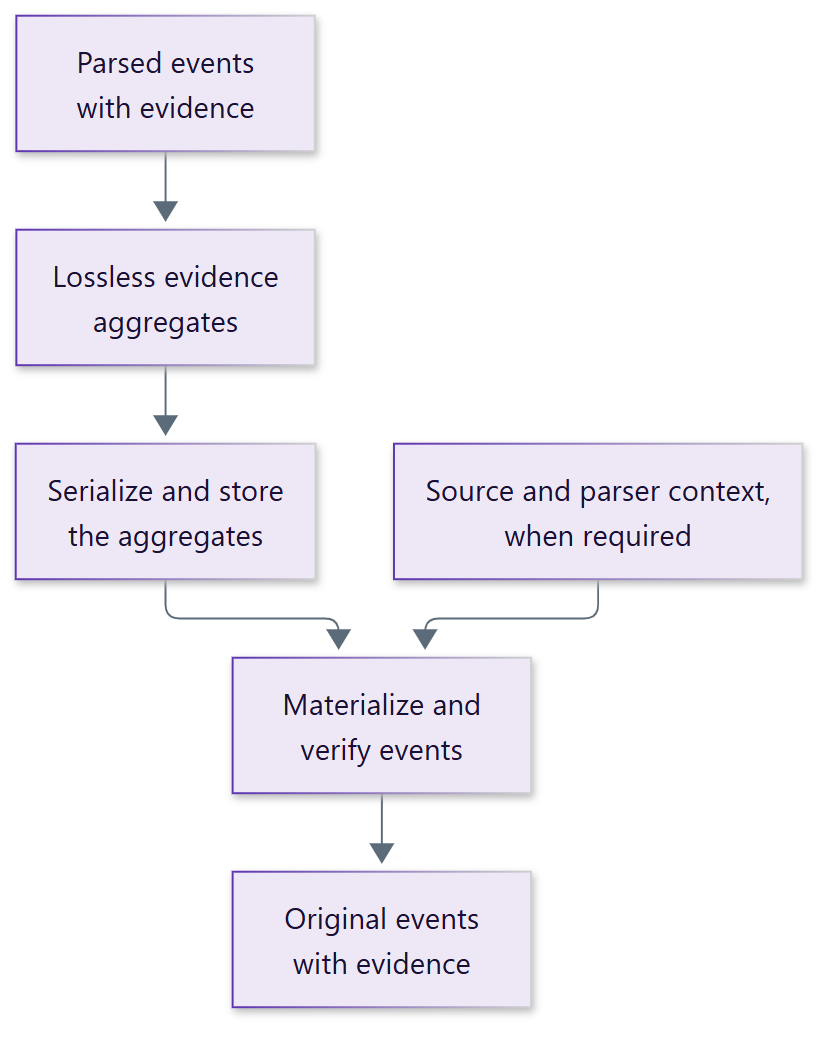 Parsed events
with evidence
Lossless evidence
aggregates
Serialize and store
the aggregates
Source and parser context,
when required
Materialize and
verify events
Original events
with evidence